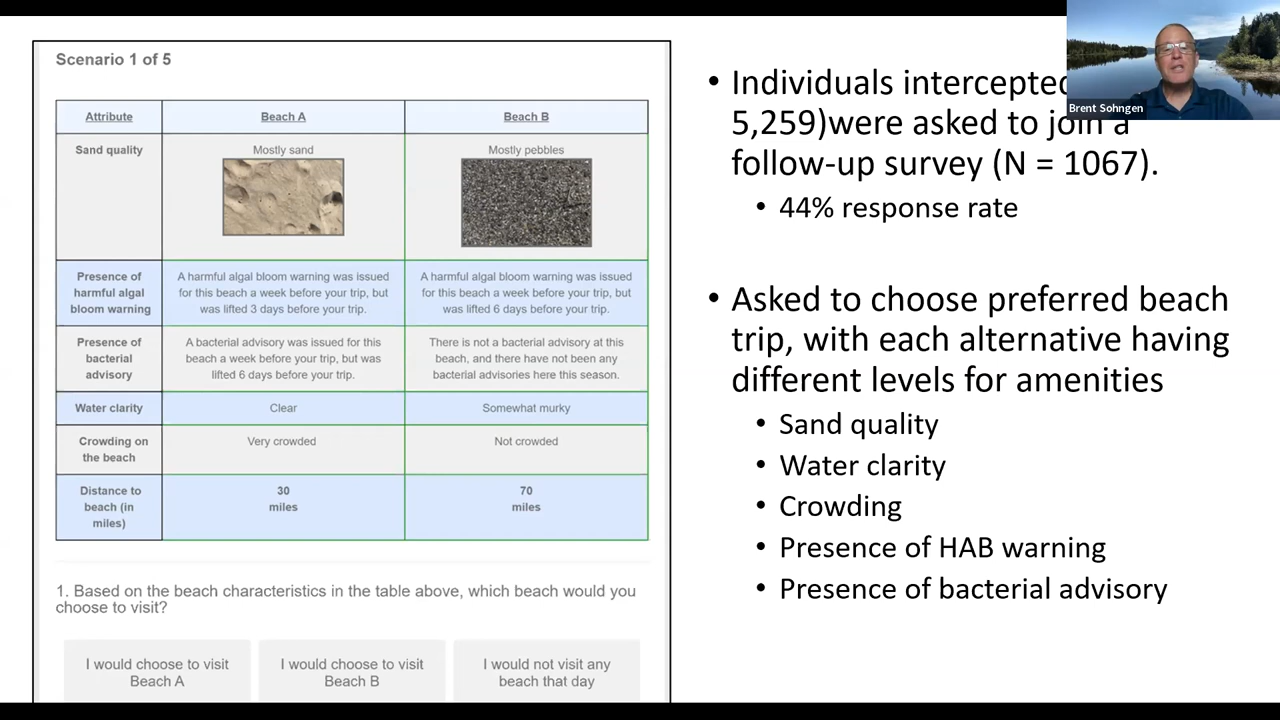 Scenario 1 of 5
Attribute
Beach A
Beach B
Sand quality
Mostly sand
Mostly pebbles
Presence of
harmful algal
bloom warning
A harmful algal bloom warning was issued
for this beach a week before your trip, but
was lifted 3 days before your trip.
A harmful algal bloom warning was issued
for this beach a week before your trip, but
was lifted 6 days before your trip.
Presence of
bacterial
advisory
A bacterial advisory was issued for this
beach a week before your trip, but was
lifted 6 days before your trip.
There is not a bacterial advisory at this
beach, and there have not been any
bacterial advisories here this season.
Water clarity
Clear
Somewhat murky
Crowding on
the beach
Very crowded
Not crowded
Distance to
beach (in
miles)
30
miles
70
miles
1. Based on the beach characteristics in the table above, which beach would you
choose to visit?
I would choose to visit
Beach A
I would choose to visit
Beach B
I would not visit any
beach that day
• Individuals intercepted
5,259)were asked to join a
follow-up survey (N = 1067).
• 44% response rate
• Asked to choose preferred beach
trip, with each alternative having
different levels for amenities
• Sand quality
• Water clarity
• Crowding
• Presence of HAB warning
• Presence of bacterial advisory
Brent Sohngen